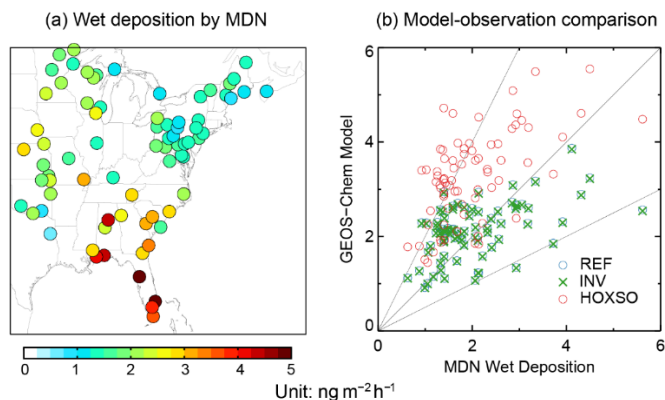 (a) Wet deposition by MDN
(b) Model-observation comparison
6
4
2
0
GEOS-Chem Model
REF
INV
HOXSO
0 2 4 6
MDN Wet Deposition
0 1 2 3 4 5
Unit: ng m⁻² h⁻¹